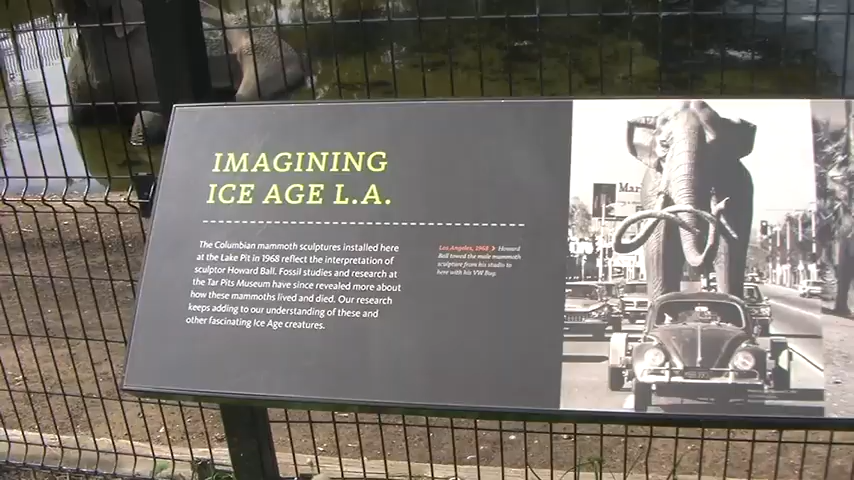 IMAGINING
ICE AGE L.A.
The Columbian mammoth sculptures installed here
at the Lake Pit in 1968 reflect the interpretation of
sculptor Howard Ball. Fossil studies and research at
the Tar Pits Museum have since revealed more about
how these mammoths lived and died. Our research
keeps adding to our understanding of these and
other fascinating Ice Age creatures.
Los Angeles, 1968 > Howard
Ball towed the male mammoth
sculpture from his studio to
here with his VW Bug.
Mar